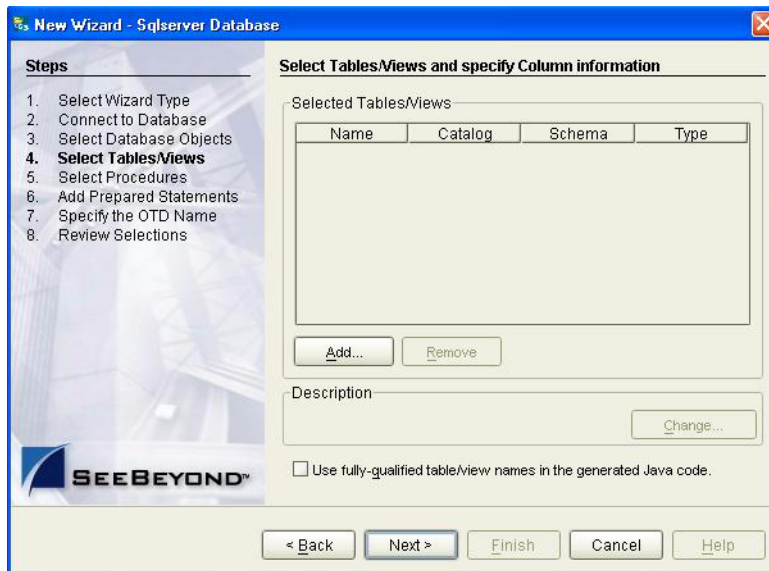 New Wizard - Sqlserver Database
Steps
1. Select Wizard Type
2. Connect to Database
3. Select Database Objects
4. Select Tables/Views
5. Select Procedures
6. Add Prepared Statements
7. Specify the OTD Name
8. Review Selections
SEEBEYOND™
Select Tables/Views and specify Column information
Selected Tables/Views
Name Catalog Schema Type
Add... Remove
Description
Change...
Use fully-qualified table/view names in the generated Java code.
< Back Next > Finish Cancel Help